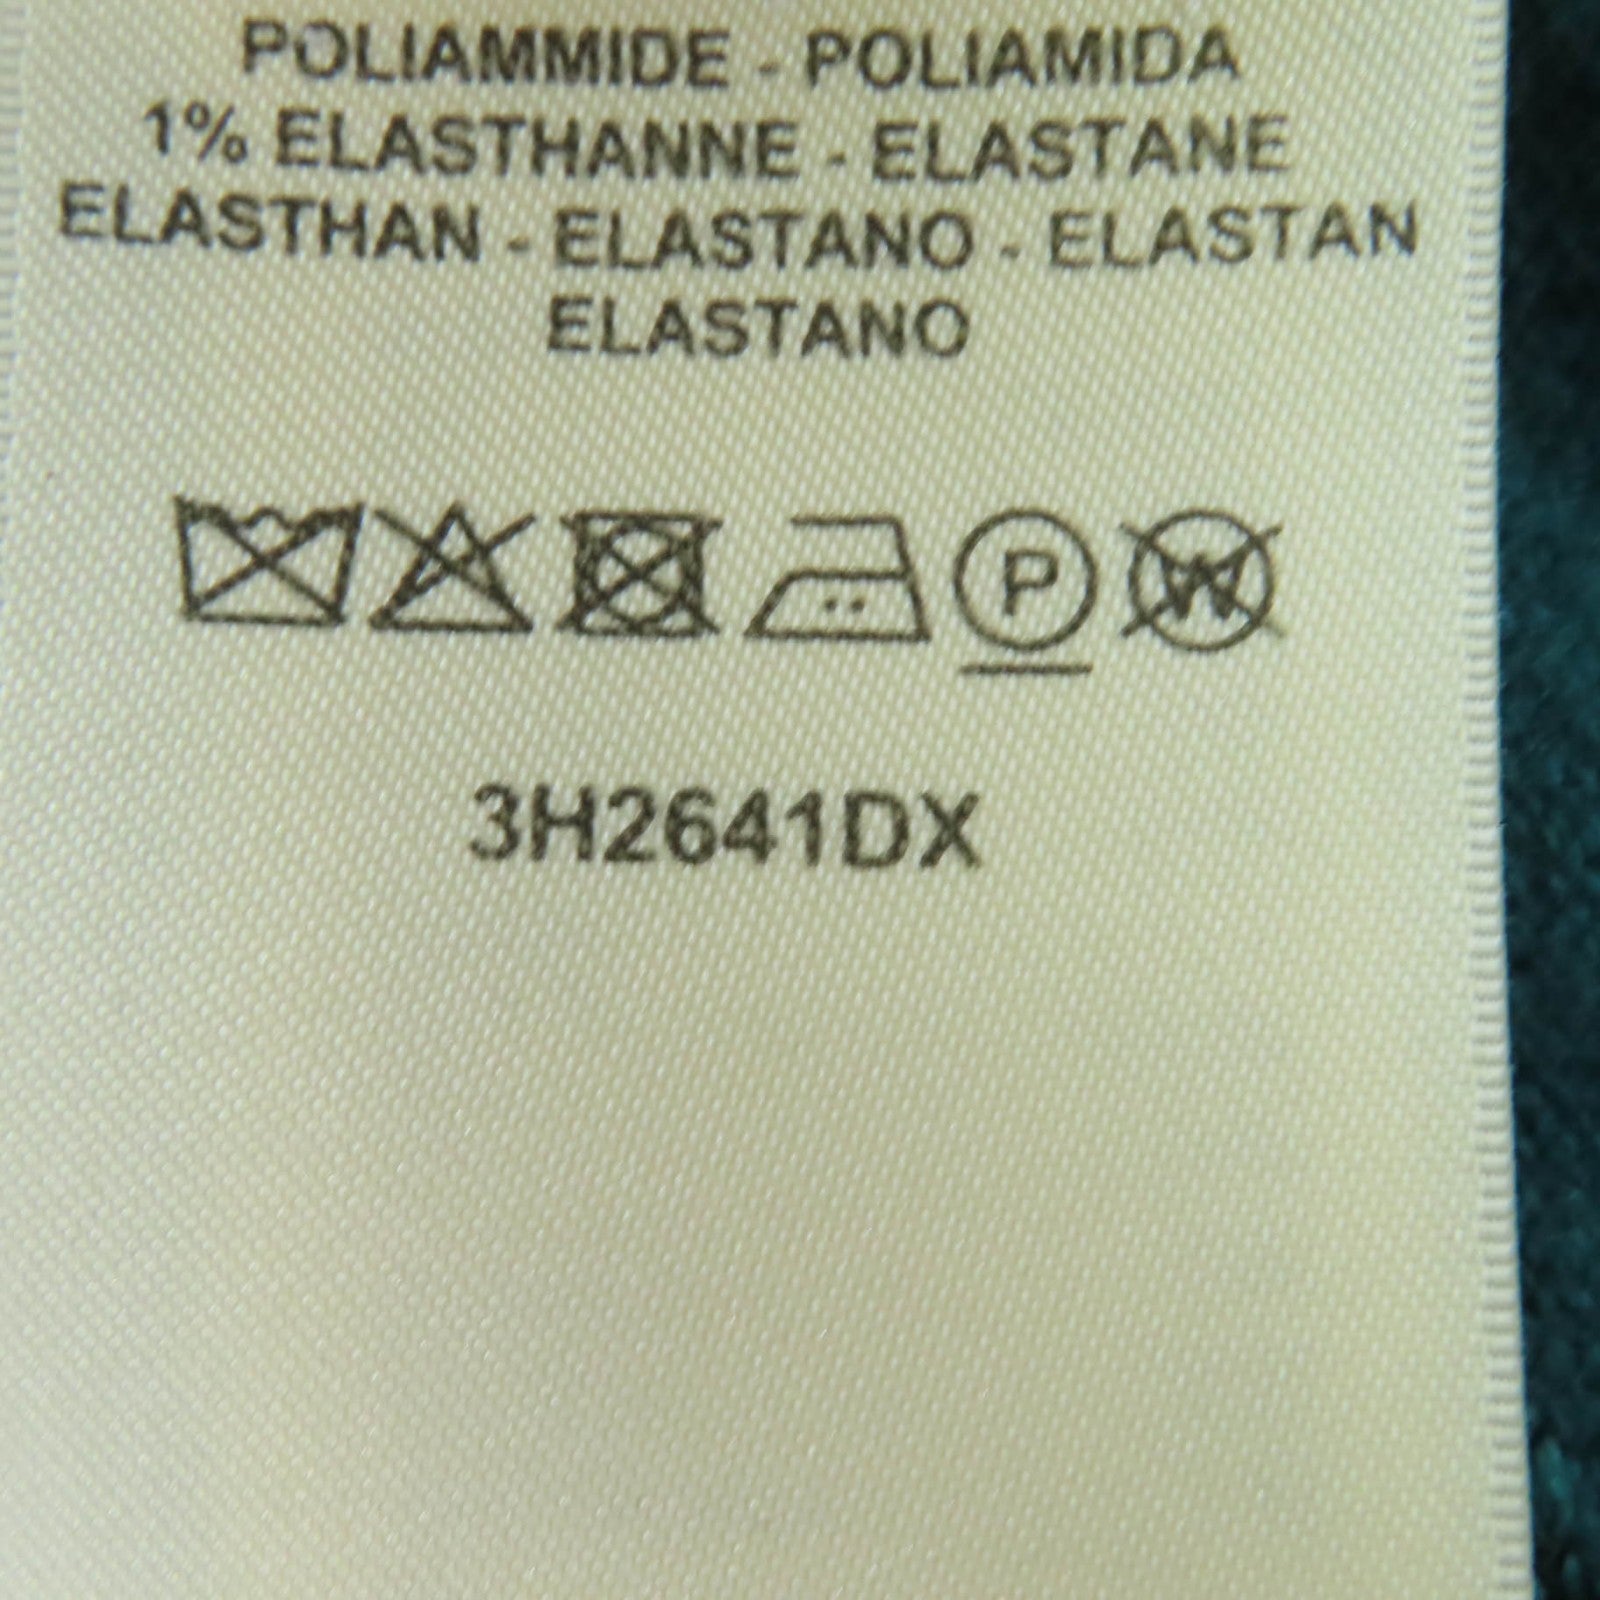 POLIAMMIDE - POLIAMIDA
1% ELASTHANNE - ELASTANE
ELASTHAN - ELASTANO - ELASTAN
ELASTANO
P W
3H2641DX